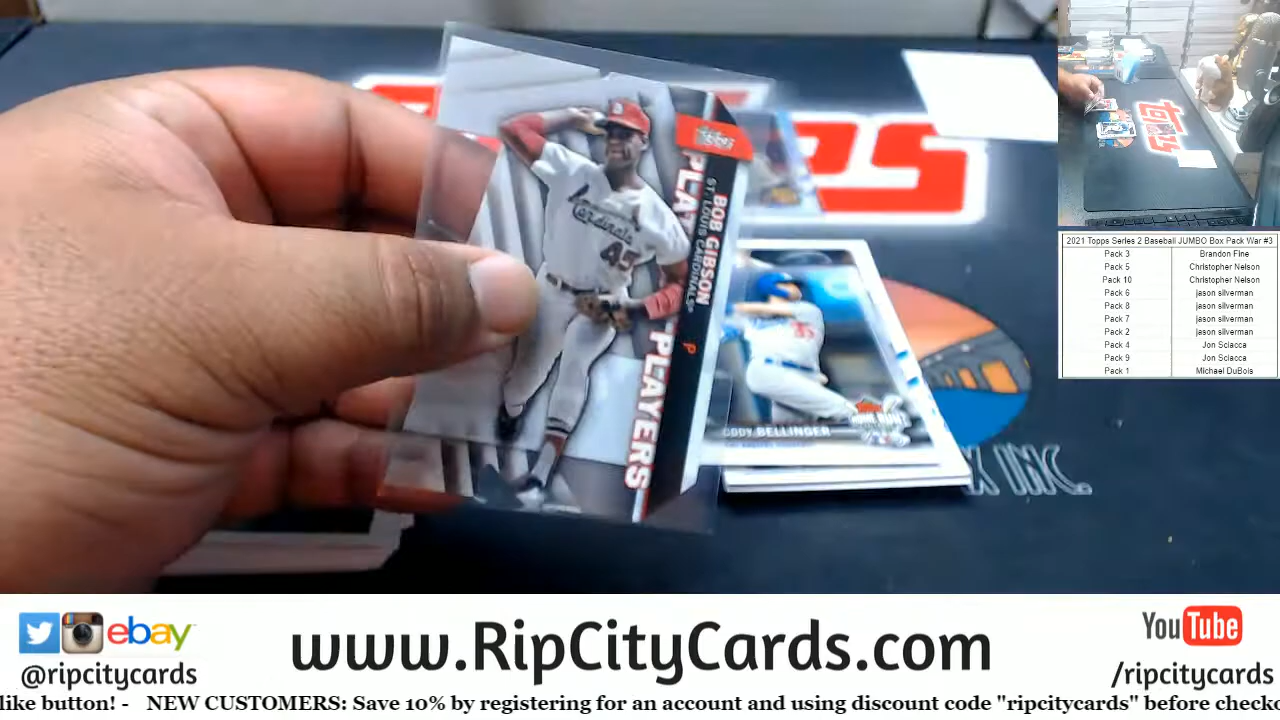 Topps
BOB GIBSON
ST. LOUIS CARDINALS®
P
PLAYERS
PLAYERS
Cardinals
45
35
CODY BELLINGER
INC.
Topps
2021 Topps Series 2 Baseball JUMBO Box Pack War #3
Pack 3 Brandon Fine
Pack 5 Christopher Nelson
Pack 10 Christopher Nelson
Pack 6 jason silverman
Pack 8 jason silverman
Pack 7 jason silverman
Pack 2 jason silverman
Pack 4 Jon Sciacca
Pack 9 Jon Sciacca
Pack 1 Michael DuBois
ebay
@ripcitycards
www.RipCityCards.com
YouTube
/ripcitycards
like button! - NEW CUSTOMERS: Save 10% by registering for an account and using discount code "ripcitycards" before checko